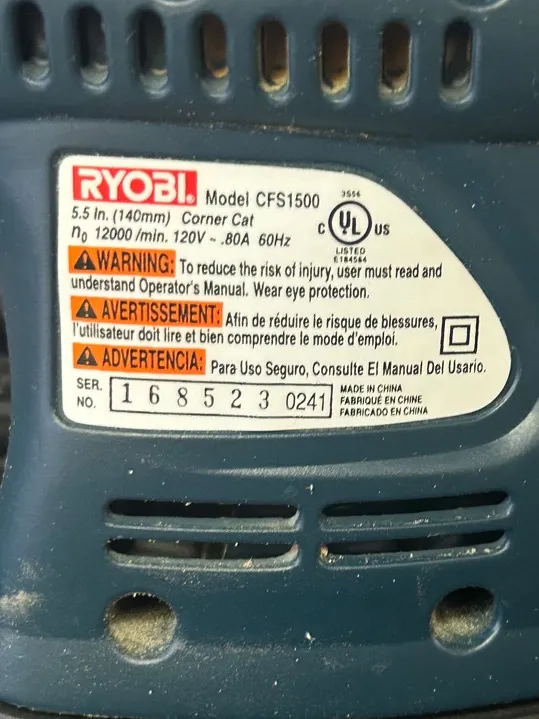 RYOBI® Model CFS1500
5.5 In. (140mm) Corner Cat
n₀ 12000 /min. 120V ~ .80A 60Hz
3S56
C UL US
LISTED
E184564
WARNING: To reduce the risk of injury, user must read and
understand Operator's Manual. Wear eye protection.
AVERTISSEMENT: Afin de réduire le risque de blessures,
l'utilisateur doit lire et bien comprendre le mode d'emploi.
ADVERTENCIA: Para Uso Seguro, Consulte El Manual Del Usario.
SER. NO. 1 6 8 5 2 3 0241
MADE IN CHINA
FABRIQUÉ EN CHINE
FABRICADO EN CHINA